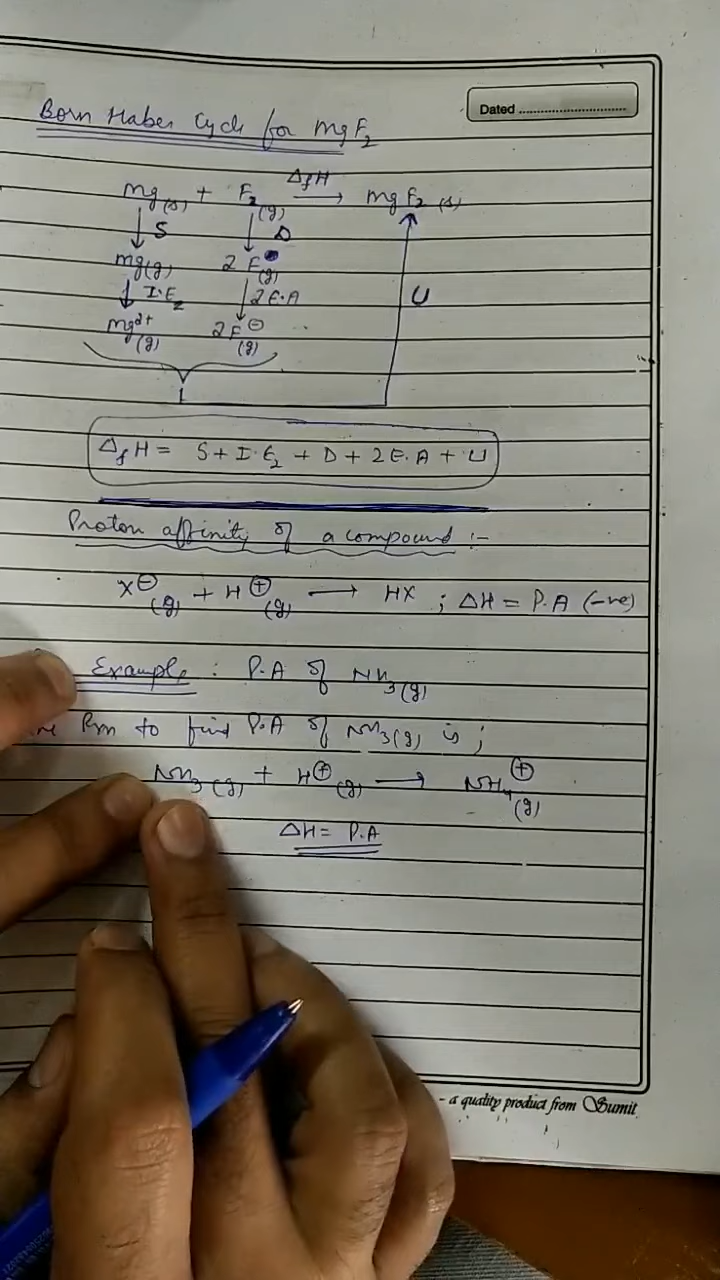 Dated ..............................
Born Haber Cycle for MgF₂
Mg(s) + F₂(g) →ΔfH MgF₂(s)
↓S ↓D
Mg(g) 2F(g)
↓I.E₂ ↓2E.A U
Mg²⁺(g) 2F⊖(g)
ΔfH = S + I.E₂ + D + 2E.A + U
Proton affinity of a compound :-
X⊖(g) + H⊕(g) → HX ; ΔH = P.A (-ve)
Example : P.A of NH₃(g)
Rxn to find P.A of NH₃(g) is ;
NH₃(g) + H⊕(g) → NH₄⊕(g)
ΔH = P.A
- a quality product from Sumit